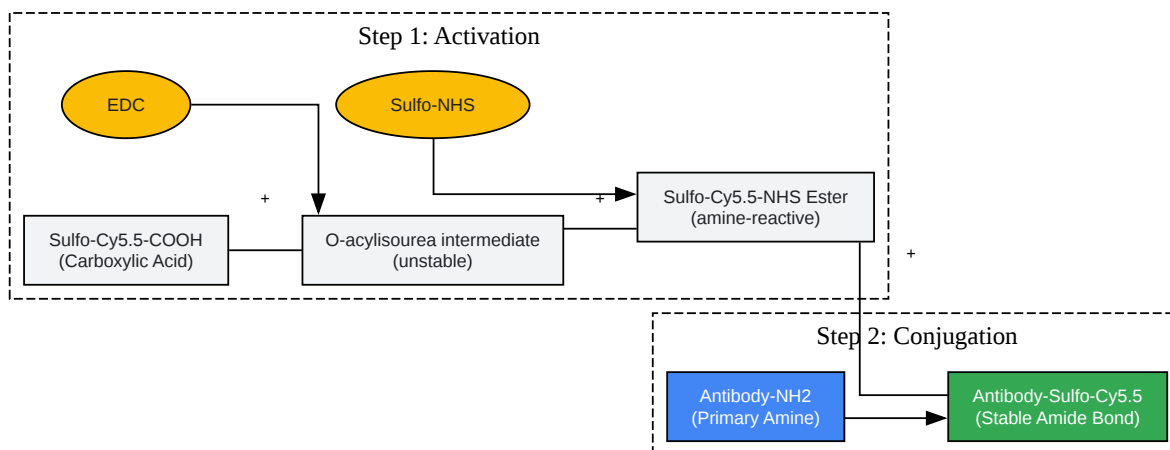 Step 1: Activation
EDC
Sulfo-NHS
+
+
Sulfo-Cy5.5-NHS Ester
(amine-reactive)
Sulfo-Cy5.5-COOH
(Carboxylic Acid)
O-acylisourea intermediate
(unstable)
+
Step 2: Conjugation
Antibody-NH2
(Primary Amine)
Antibody-Sulfo-Cy5.5
(Stable Amide Bond)